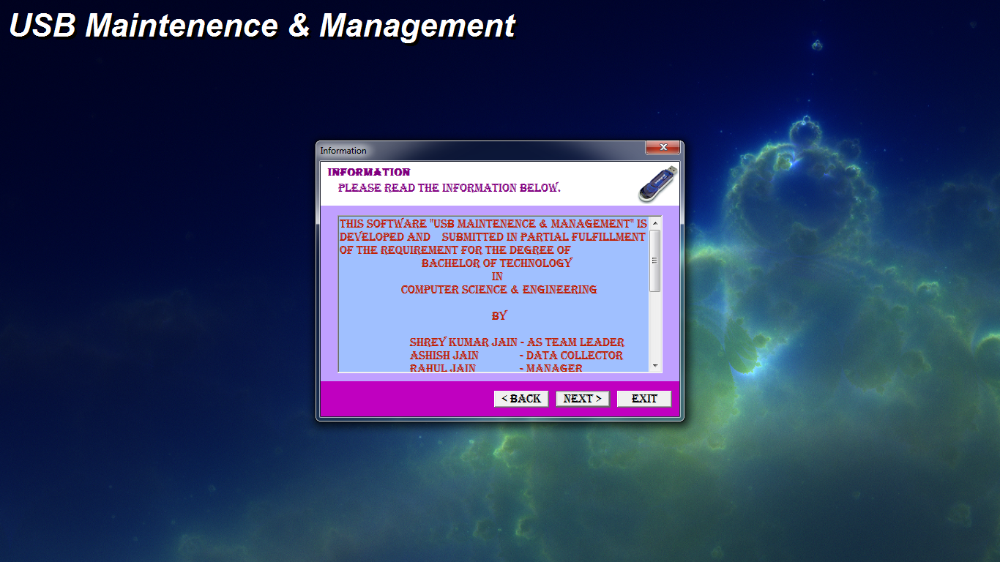 USB Maintenence & Management
Information
INFORMATION
PLEASE READ THE INFORMATION BELOW.
THIS SOFTWARE "USB MAINTENENCE & MANAGEMENT" IS
DEVELOPED AND SUBMITTED IN PARTIAL FULFILLMENT
OF THE REQUIREMENT FOR THE DEGREE OF
BACHELOR OF TECHNOLOGY
IN
COMPUTER SCIENCE & ENGINEERING
BY
SHREY KUMAR JAIN - AS TEAM LEADER
ASHISH JAIN - DATA COLLECTOR
RAHUL JAIN - MANAGER
< BACK
NEXT >
EXIT